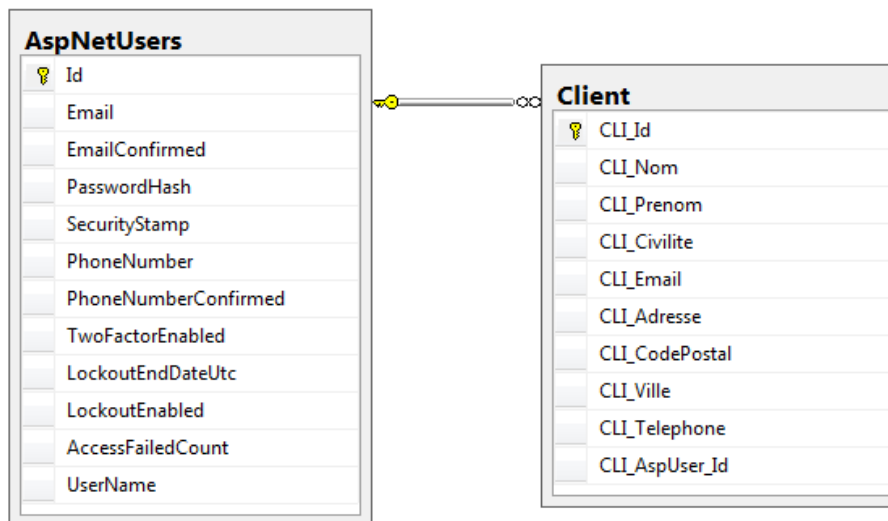 AspNetUsers
Id
Email
EmailConfirmed
PasswordHash
SecurityStamp
PhoneNumber
PhoneNumberConfirmed
TwoFactorEnabled
LockoutEndDateUtc
LockoutEnabled
AccessFailedCount
UserName
Client
CLI_Id
CLI_Nom
CLI_Prenom
CLI_Civilite
CLI_Email
CLI_Adresse
CLI_CodePostal
CLI_Ville
CLI_Telephone
CLI_AspUser_Id